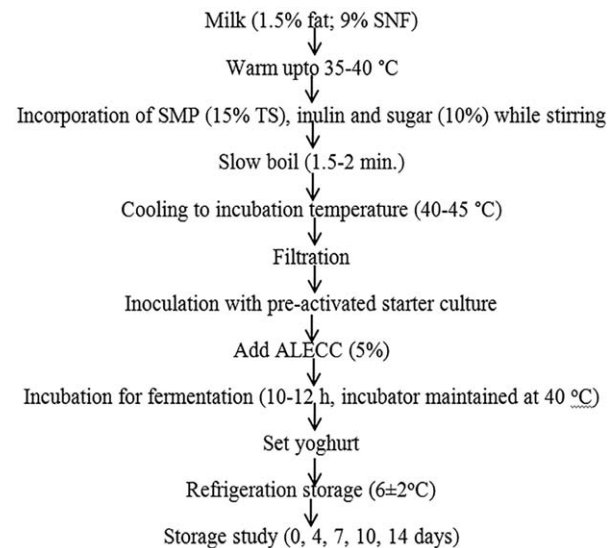 Milk (1.5% fat; 9% SNF)
Warm upto 35-40 °C
Incorporation of SMP (15% TS), inulin and sugar (10%) while stirring
Slow boil (1.5-2 min.)
Cooling to incubation temperature (40-45 °C)
Filtration
Inoculation with pre-activated starter culture
Add ALECC (5%)
Incubation for fermentation (10-12 h, incubator maintained at 40 ºC)
Set yoghurt
Refrigeration storage (6±2ºC)
Storage study (0, 4, 7, 10, 14 days)